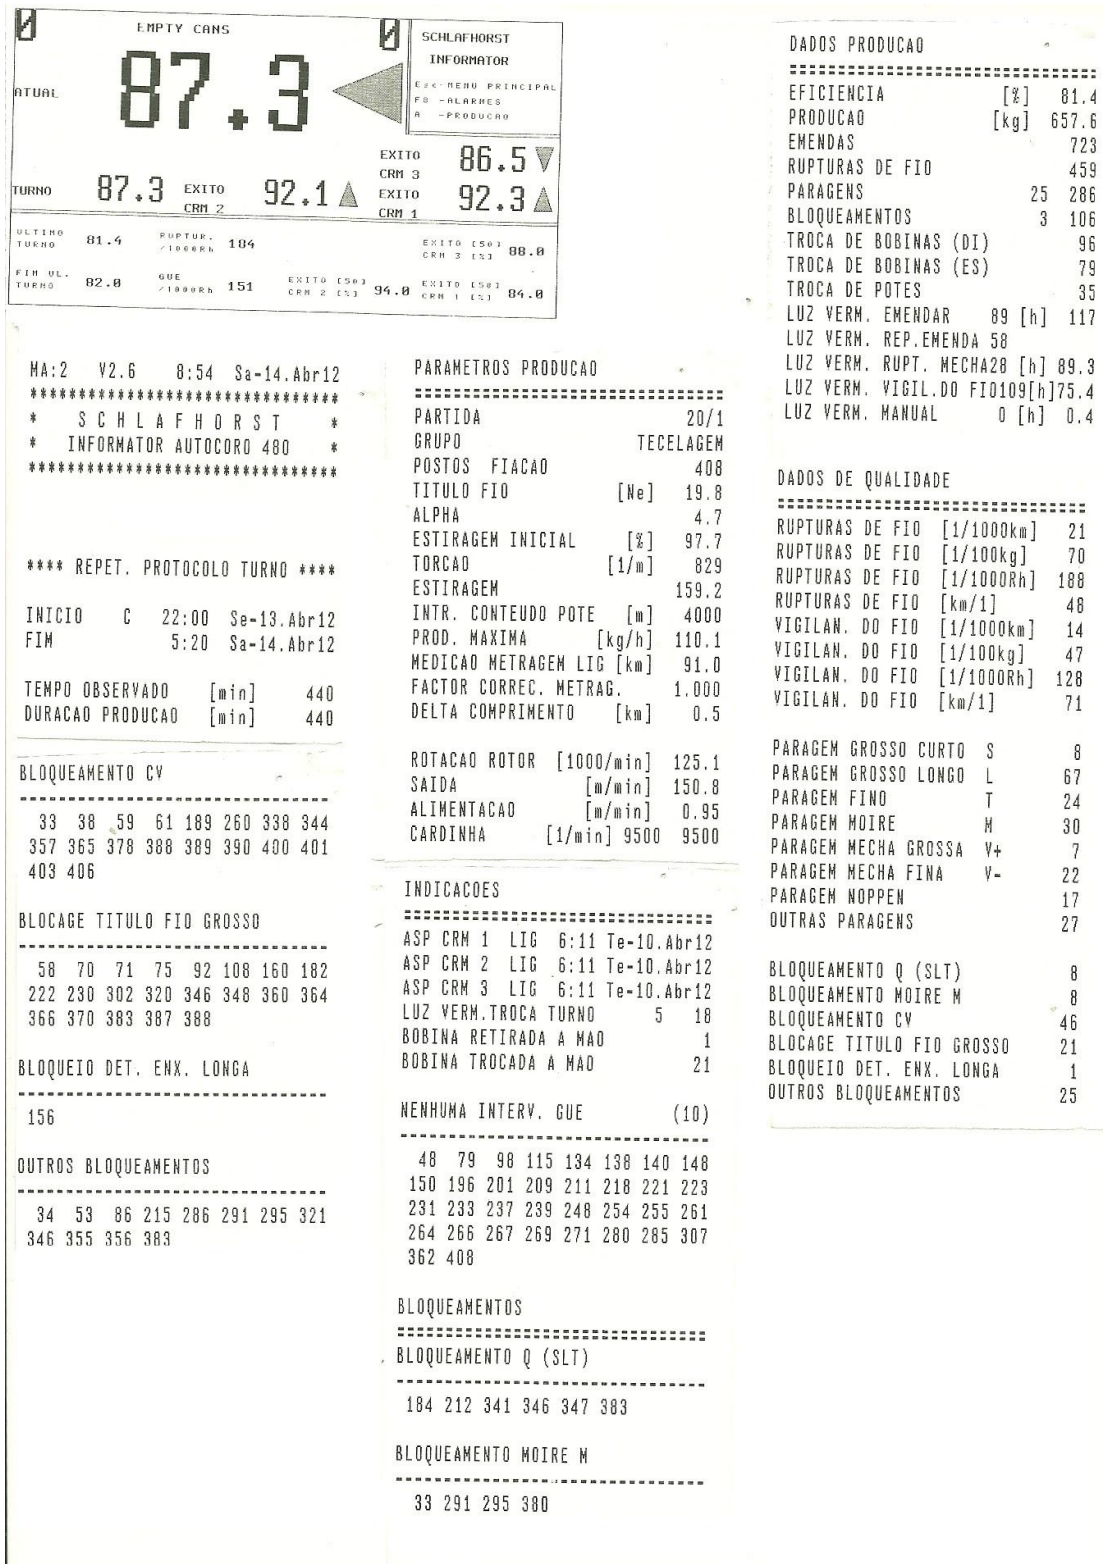 0 EMPTY CANS 0
ATUAL 87.3
SCHLAFHORST
INFORMATOR
Esc-MENU PRINCIPAL
F8 -ALARMES
A -PRODUCAO
TURNO 87.3 EXITO CRM 2 92.1
EXITO CRM 3 86.5
EXITO CRM 1 92.3
ULTIMO TURNO 81.4 RUPTUR. /1000Rh 184 EXITO [50] CRM 3 [%] 88.0
FIM UL. TURNO 82.0 GUE /1000Rh 151 EXITO [50] CRM 2 [%] 94.0 EXITO [50] CRM 1 [%] 84.0
MA:2 V2.6 8:54 Sa-14.Abr12
********************************
* S C H L A F H O R S T *
* INFORMATOR AUTOCORO 480 *
********************************
**** REPET. PROTOCOLO TURNO ****
INICIO C 22:00 Se-13.Abr12
FIM 5:20 Sa-14.Abr12
TEMPO OBSERVADO [min] 440
DURACAO PRODUCAO [min] 440
BLOQUEAMENTO CV
--------------------------------
33 38 59 61 189 260 338 344
357 365 378 388 389 390 400 401
403 406
BLOCAGE TITULO FIO GROSSO
--------------------------------
58 70 71 75 92 108 160 182
222 230 302 320 346 348 360 364
366 370 383 387 388
BLOQUEIO DET. ENX. LONGA
--------------------------------
156
OUTROS BLOQUEAMENTOS
--------------------------------
34 53 86 215 286 291 295 321
346 355 356 383
PARAMETROS PRODUCAO
================================
PARTIDA 20/1
GRUPO TECELAGEM
POSTOS FIACAO 408
TITULO FIO [Ne] 19.8
ALPHA 4.7
ESTIRAGEM INICIAL [%] 97.7
TORCAO [1/m] 829
ESTIRAGEM 159.2
INTR. CONTEUDO POTE [m] 4000
PROD. MAXIMA [kg/h] 110.1
MEDICAO METRAGEM LIG [km] 91.0
FACTOR CORREC. METRAG. 1.000
DELTA COMPRIMENTO [km] 0.5
ROTACAO ROTOR [1000/min] 125.1
SAIDA [m/min] 150.8
ALIMENTACAO [m/min] 0.95
CARDINHA [1/min] 9500 9500
INDICACOES
================================
ASP CRM 1 LIG 6:11 Te-10.Abr12
ASP CRM 2 LIG 6:11 Te-10.Abr12
ASP CRM 3 LIG 6:11 Te-10.Abr12
LUZ VERM.TROCA TURNO 5 18
BOBINA RETIRADA A MAO 1
BOBINA TROCADA A MAO 21
NENHUMA INTERV. GUE (10)
--------------------------------
48 79 98 115 134 138 140 148
150 196 201 209 211 218 221 223
231 233 237 239 248 254 255 261
264 266 267 269 271 280 285 307
362 408
BLOQUEAMENTOS
================================
BLOQUEAMENTO Q (SLT)
--------------------------------
184 212 341 346 347 383
BLOQUEAMENTO MOIRE M
--------------------------------
33 291 295 380
DADOS PRODUCAO
================================
EFICIENCIA [%] 81.4
PRODUCAO [kg] 657.6
EMENDAS 723
RUPTURAS DE FIO 459
PARAGENS 25 286
BLOQUEAMENTOS 3 106
TROCA DE BOBINAS (DI) 96
TROCA DE BOBINAS (ES) 79
TROCA DE POTES 35
LUZ VERM. EMENDAR 89 [h] 117
LUZ VERM. REP.EMENDA 58
LUZ VERM. RUPT. MECHA28 [h] 89.3
LUZ VERM. VIGIL.DO FIO109[h]75.4
LUZ VERM. MANUAL 0 [h] 0.4
DADOS DE QUALIDADE
================================
RUPTURAS DE FIO [1/1000km] 21
RUPTURAS DE FIO [1/100kg] 70
RUPTURAS DE FIO [1/1000Rh] 188
RUPTURAS DE FIO [km/1] 48
VIGILAN. DO FIO [1/1000km] 14
VIGILAN. DO FIO [1/100kg] 47
VIGILAN. DO FIO [1/1000Rh] 128
VIGILAN. DO FIO [km/1] 71
PARAGEM GROSSO CURTO S 8
PARAGEM GROSSO LONGO L 67
PARAGEM FINO T 24
PARAGEM MOIRE M 30
PARAGEM MECHA GROSSA V+ 7
PARAGEM MECHA FINA V- 22
PARAGEM NOPPEN 17
OUTRAS PARAGENS 27
BLOQUEAMENTO Q (SLT) 8
BLOQUEAMENTO MOIRE M 8
BLOQUEAMENTO CV 46
BLOCAGE TITULO FIO GROSSO 21
BLOQUEIO DET. ENX. LONGA 1
OUTROS BLOQUEAMENTOS 25